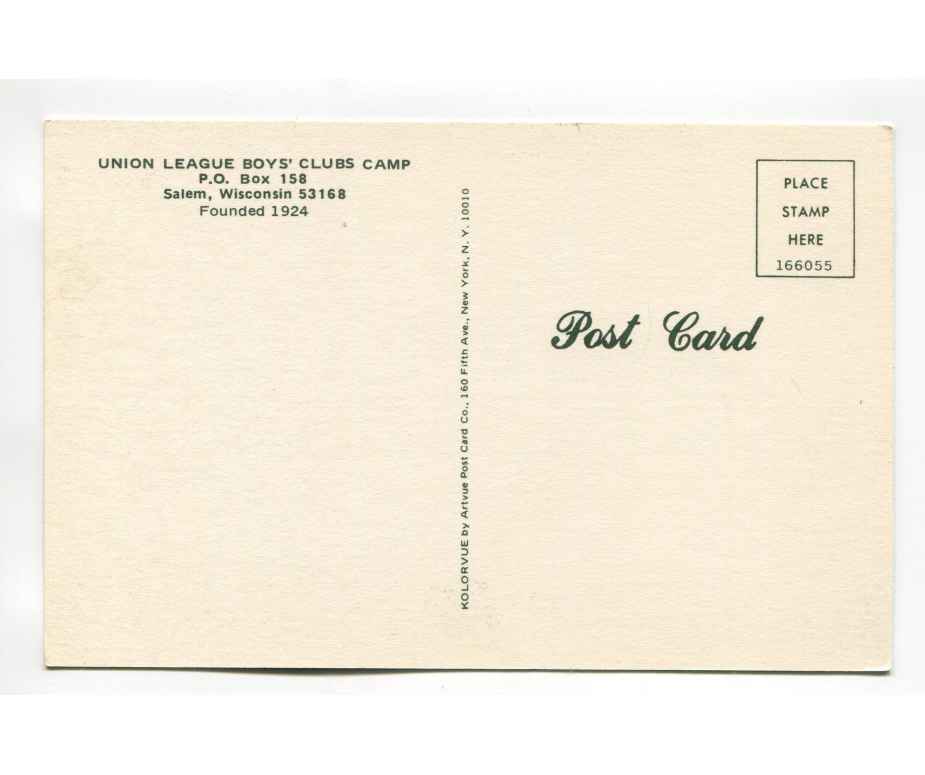 UNION LEAGUE BOYS' CLUBS CAMP
P.O. Box 158
Salem, Wisconsin 53168
Founded 1924
KOLORVUE by Artvue Post Card Co., 160 Fifth Ave., New York, N. Y. 10010
PLACE
STAMP
HERE
166055
Post Card